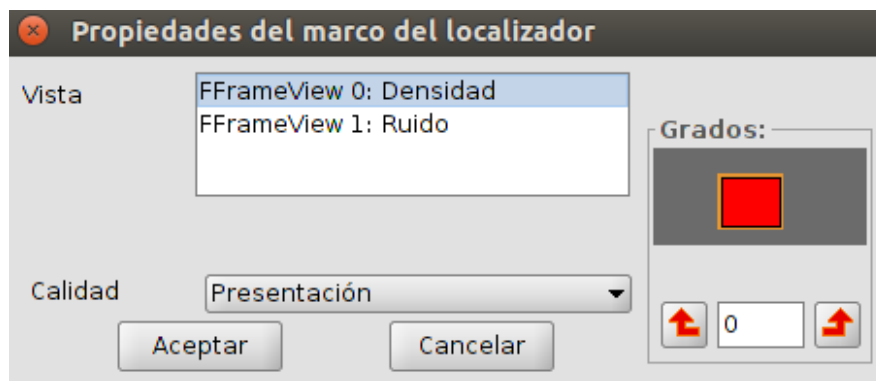 Propiedades del marco del localizador
Vista
FFrameView 0: Densidad
FFrameView 1: Ruido
Grados:
Calidad
Presentación
0
Aceptar
Cancelar